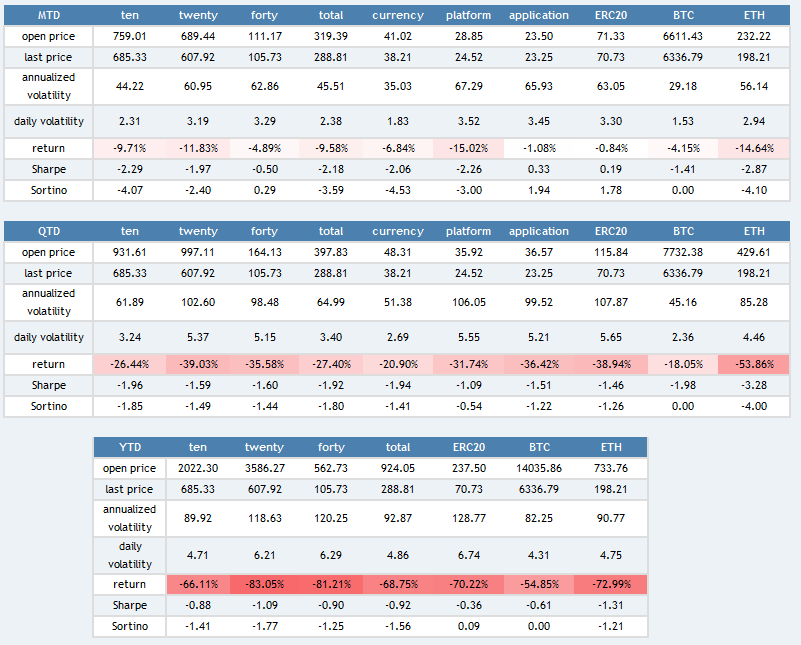 MTD ten twenty forty total currency platform application ERC20 BTC ETH
open price 759.01 689.44 111.17 319.39 41.02 28.85 23.50 71.33 6611.43 232.22
last price 685.33 607.92 105.73 288.81 38.21 24.52 23.25 70.73 6336.79 198.21
annualized
volatility 44.22 60.95 62.86 45.51 35.03 67.29 65.93 63.05 29.18 56.14
daily volatility 2.31 3.19 3.29 2.38 1.83 3.52 3.45 3.30 1.53 2.94
return -9.71% -11.83% -4.89% -9.58% -6.84% -15.02% -1.08% -0.84% -4.15% -14.64%
Sharpe -2.29 -1.97 -0.50 -2.18 -2.06 -2.26 0.33 0.19 -1.41 -2.87
Sortino -4.07 -2.40 0.29 -3.59 -4.53 -3.00 1.94 1.78 0.00 -4.10
QTD ten twenty forty total currency platform application ERC20 BTC ETH
open price 931.61 997.11 164.13 397.83 48.31 35.92 36.57 115.84 7732.38 429.61
last price 685.33 607.92 105.73 288.81 38.21 24.52 23.25 70.73 6336.79 198.21
annualized
volatility 61.89 102.60 98.48 64.99 51.38 106.05 99.52 107.87 45.16 85.28
daily volatility 3.24 5.37 5.15 3.40 2.69 5.55 5.21 5.65 2.36 4.46
return -26.44% -39.03% -35.58% -27.40% -20.90% -31.74% -36.42% -38.94% -18.05% -53.86%
Sharpe -1.96 -1.59 -1.60 -1.92 -1.94 -1.09 -1.51 -1.46 -1.98 -3.28
Sortino -1.85 -1.49 -1.44 -1.80 -1.41 -0.54 -1.22 -1.26 0.00 -4.00
YTD ten twenty forty total ERC20 BTC ETH
open price 2022.30 3586.27 562.73 924.05 237.50 14035.86 733.76
last price 685.33 607.92 105.73 288.81 70.73 6336.79 198.21
annualized
volatility 89.92 118.63 120.25 92.87 128.77 82.25 90.77
daily
volatility 4.71 6.21 6.29 4.86 6.74 4.31 4.75
return -66.11% -83.05% -81.21% -68.75% -70.22% -54.85% -72.99%
Sharpe -0.88 -1.09 -0.90 -0.92 -0.36 -0.61 -1.31
Sortino -1.41 -1.77 -1.25 -1.56 0.09 0.00 -1.21